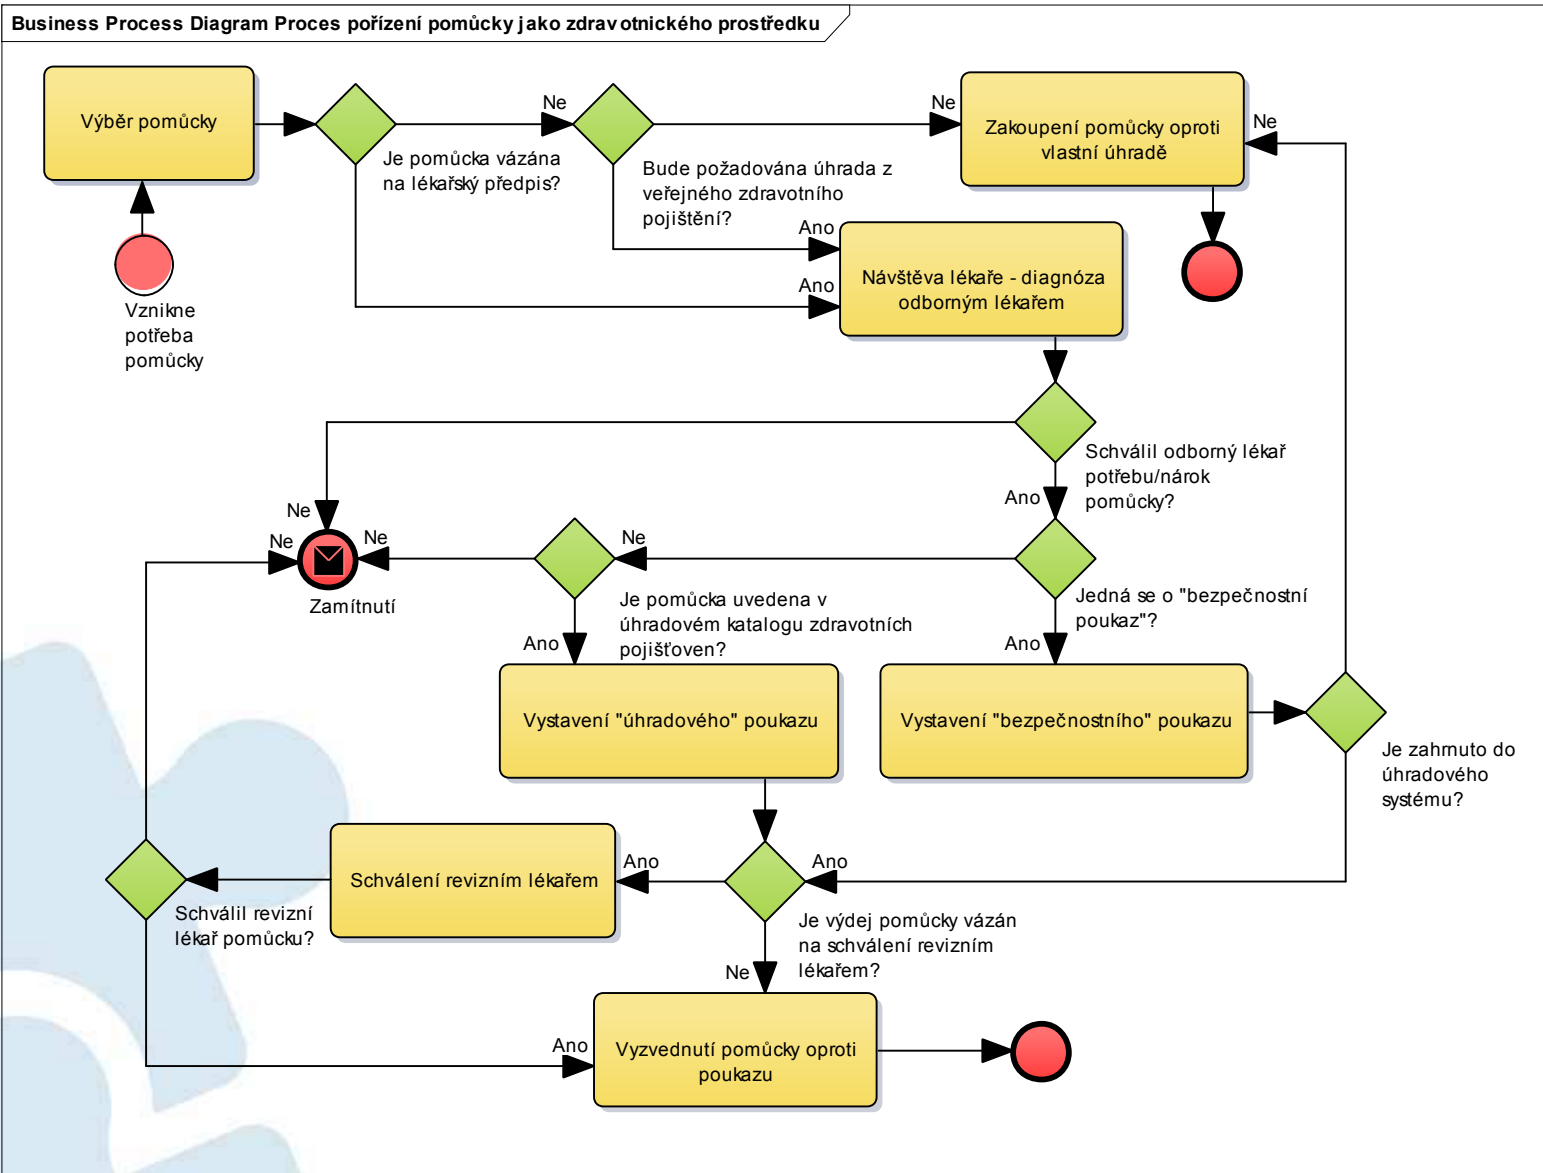 Business Process Diagram Proces pořízení pomůcky jako zdravotnického prostředku
Výběr pomůcky
Ne
Ne
Zakoupení pomůcky oproti
vlastní úhradě
Ne
Je pomůcka vázána
na lékařský předpis?
Bude požadována úhrada z
veřejného zdravotního
pojištění?
Ano
Ano
Návštěva lékaře - diagnóza
odborným lékařem
Vznikne
potřeba
pomůcky
Schválil odborný lékař
potřebu/nárok
pomůcky?
Ano
Ne
Ne
Ne
Ne
Zamítnutí
Je pomůcka uvedena v
úhradovém katalogu zdravotních
pojišťoven?
Ano
Jedná se o "bezpečnostní
poukaz"?
Ano
Vystavení "úhradového" poukazu
Vystavení "bezpečnostního" poukazu
Je zahrnuto do
úhradového
systému?
Schválení revizním lékařem
Ano
Ano
Schválil revizní
lékař pomůcku?
Je výdej pomůcky vázán
na schválení revizním
lékařem?
Ne
Ano
Vyzvednutí pomůcky oproti
poukazu